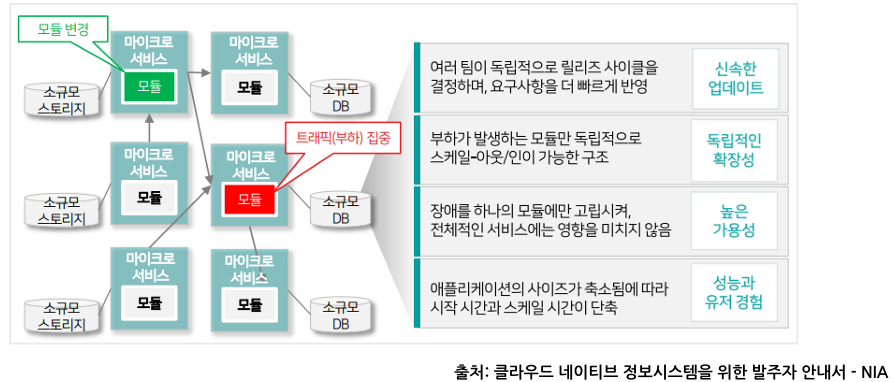 모듈 변경
마이크로
서비스
모듈
소규모
스토리지
마이크로
서비스
모듈
소규모
DB
트래픽(부하) 집중
마이크로
서비스
모듈
소규모
스토리지
마이크로
서비스
모듈
소규모
DB
마이크로
서비스
모듈
소규모
스토리지
마이크로
서비스
모듈
소규모
DB
여러 팀이 독립적으로 릴리즈 사이클을
결정하며, 요구사항을 더 빠르게 반영
신속한
업데이트
부하가 발생하는 모듈만 독립적으로
스케일-아웃/인이 가능한 구조
독립적인
확장성
장애를 하나의 모듈에만 고립시켜,
전체적인 서비스에는 영향을 미치지 않음
높은
가용성
애플리케이션의 사이즈가 축소됨에 따라
시작 시간과 스케일 시간이 단축
성능과
유저 경험
출처: 클라우드 네이티브 정보시스템을 위한 발주자 안내서 - NIA